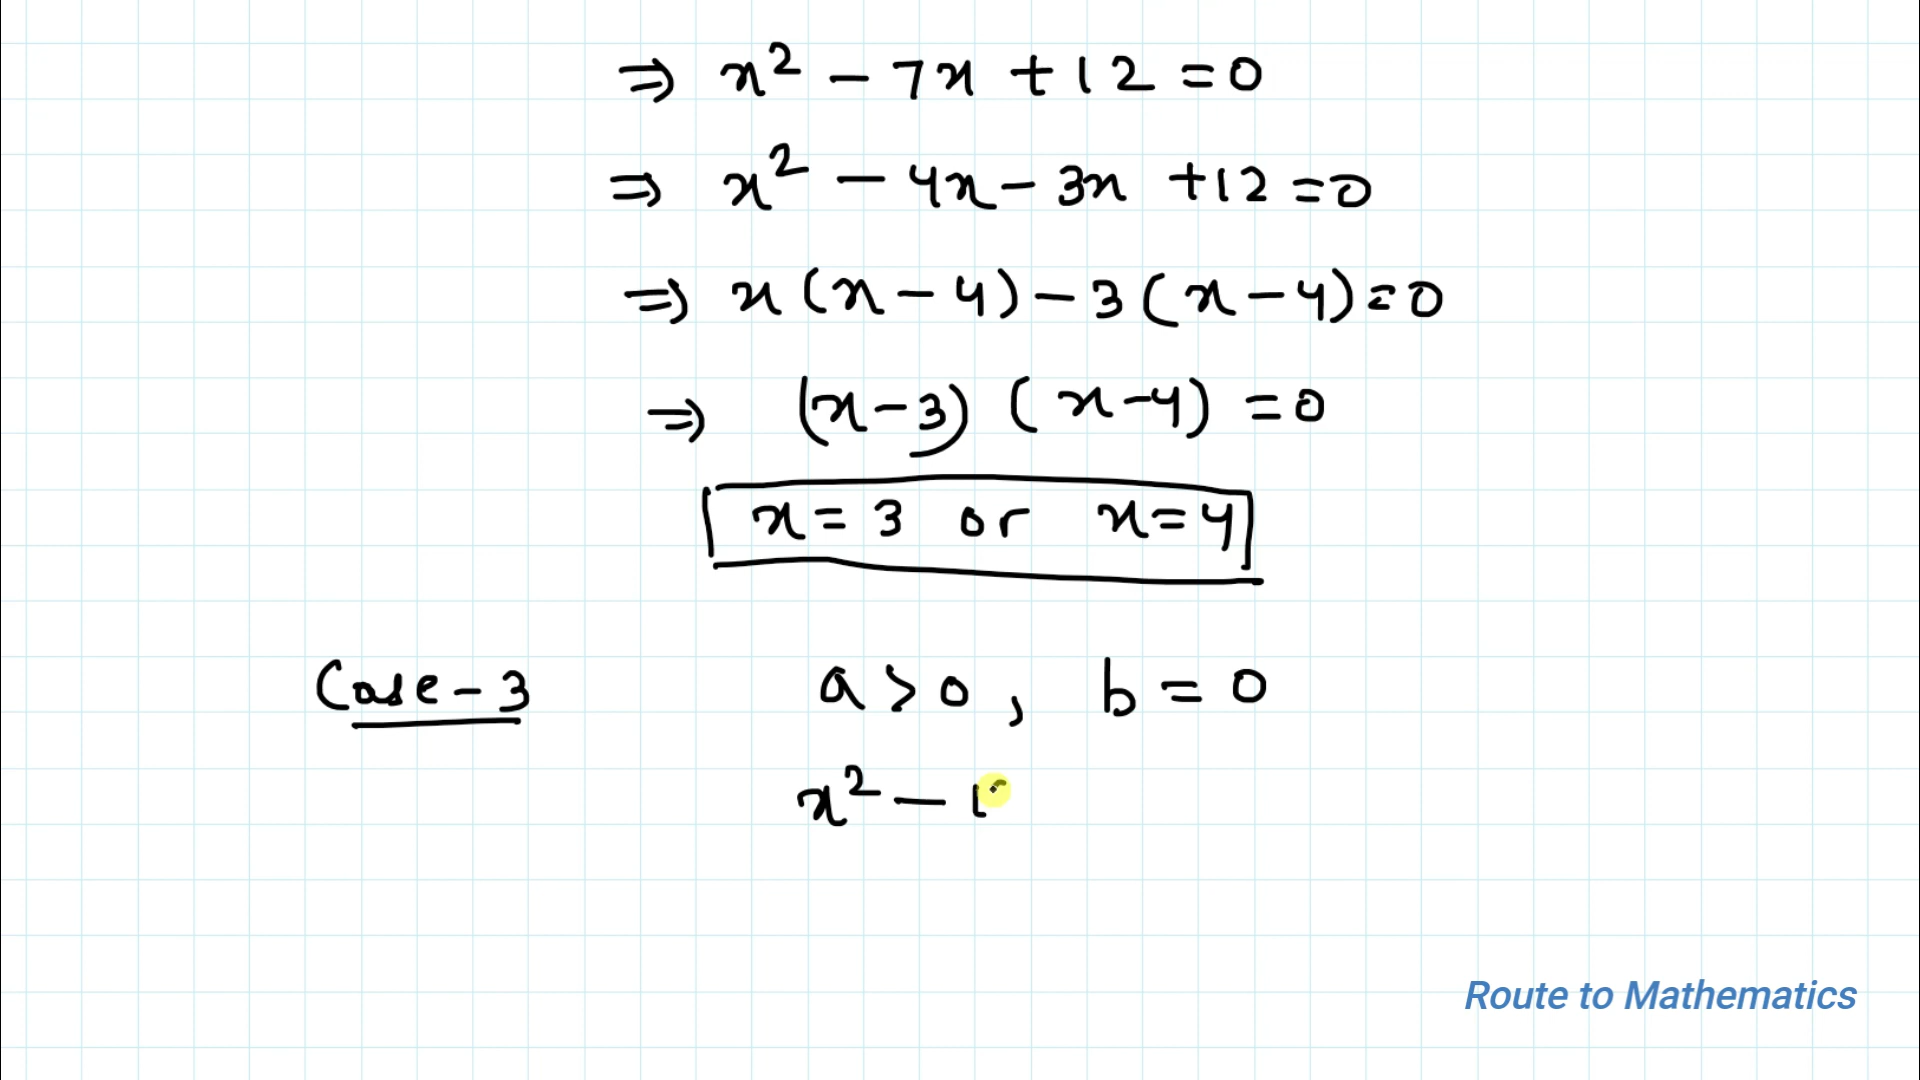 ⇒ x² − 7x + 12 = 0
⇒ x² − 4x − 3x + 12 = 0
⇒ x(x − 4) − 3(x − 4) = 0
⇒ (x − 3)(x − 4) = 0
x = 3 or x = 4
Case - 3 a > 0, b = 0
x² −
Route to Mathematics